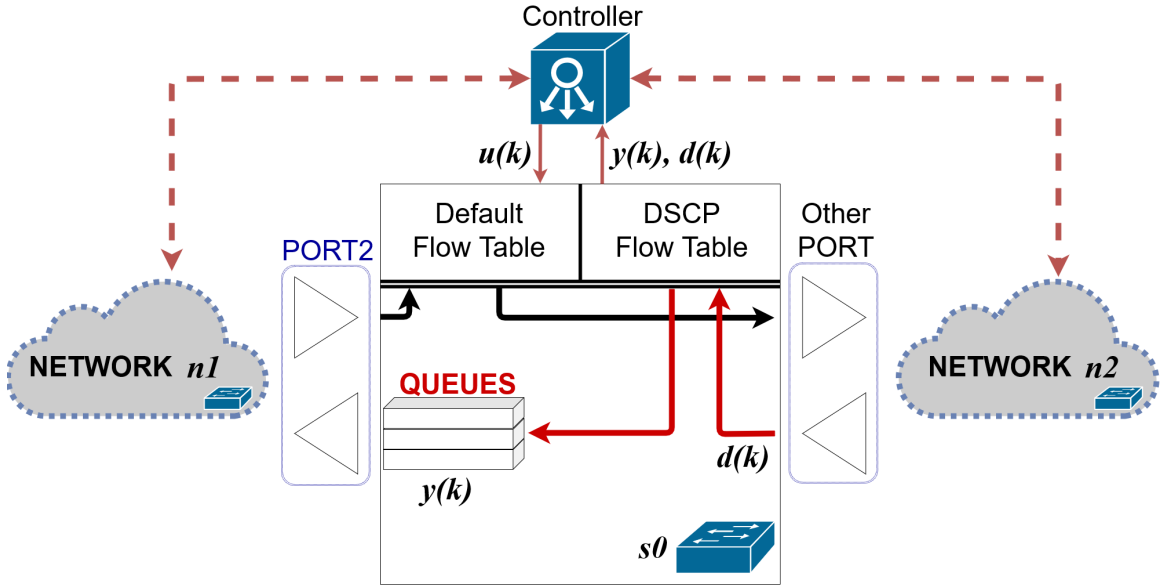 Controller
u(k)
y(k), d(k)
Default
Flow Table
DSCP
Flow Table
PORT2
Other
PORT
NETWORK n1
NETWORK n2
QUEUES
y(k)
d(k)
s0